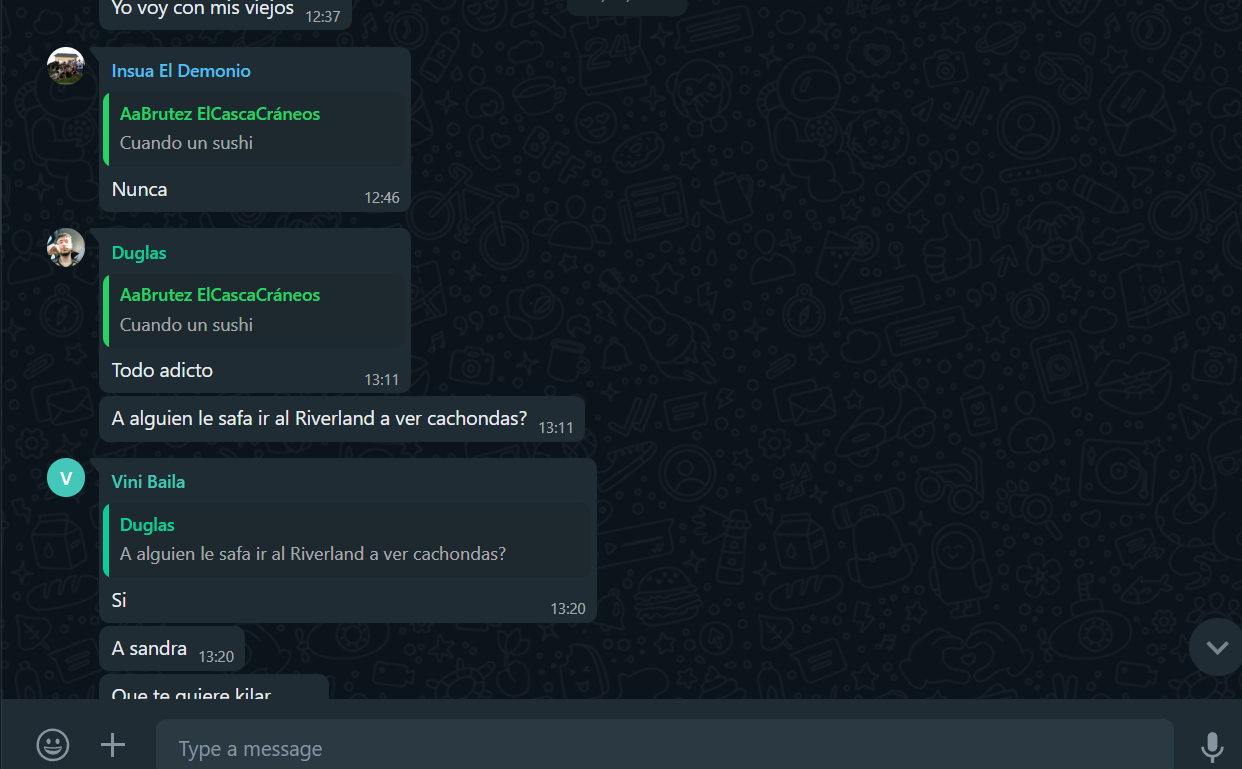 Yo voy con mis viejos 12:37
Insua El Demonio
AaBrutez ElCascaCráneos
Cuando un sushi
Nunca
12:46
Duglas
AaBrutez ElCascaCráneos
Cuando un sushi
Todo adicto
13:11
A alguien le safa ir al Riverland a ver cachondas? 13:11
V
Vini Baila
Duglas
A alguien le safa ir al Riverland a ver cachondas?
Si
13:20
A sandra 13:20
Que te quiere kilar
Type a message